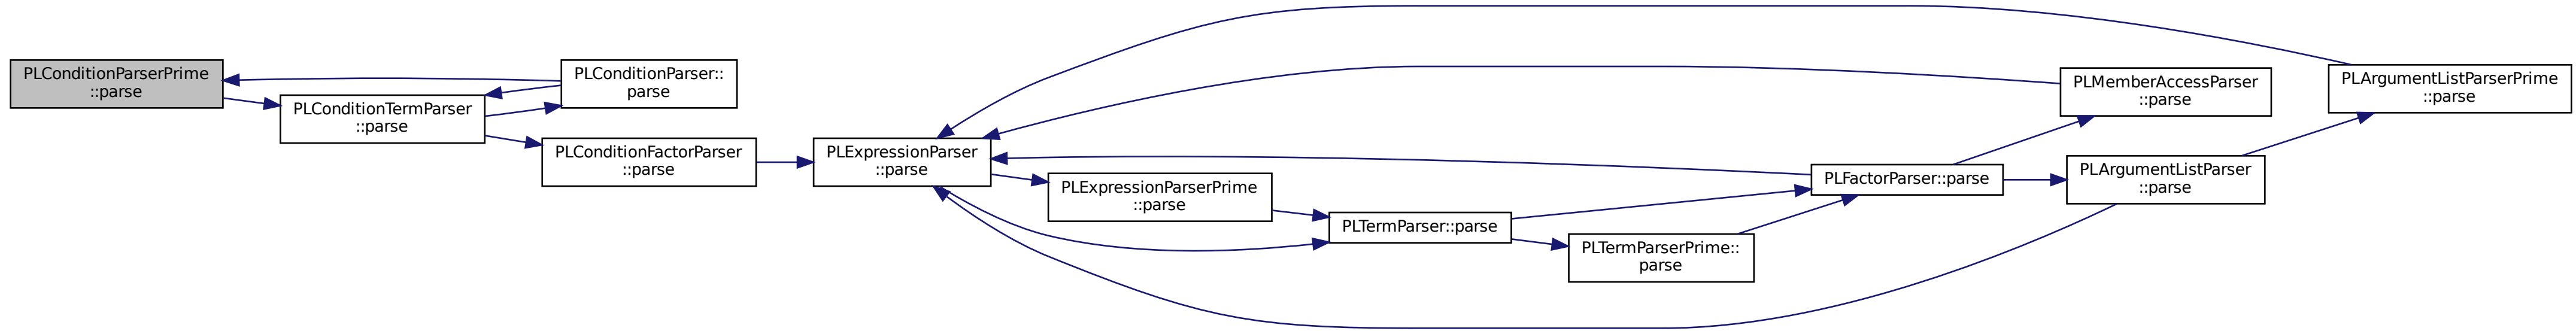 PLConditionParserPrime
::parse
PLConditionTermParser
::parse
PLConditionParser::
parse
PLConditionFactorParser
::parse
PLExpressionParser
::parse
PLExpressionParserPrime
::parse
PLTermParser::parse
PLTermParserPrime::
parse
PLFactorParser::parse
PLMemberAccessParser
::parse
PLArgumentListParser
::parse
PLArgumentListParserPrime
::parse